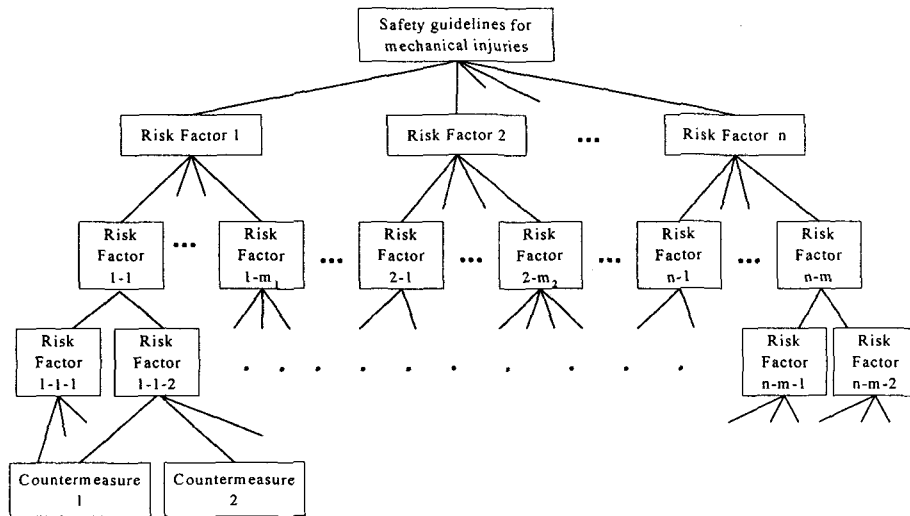 Safety guidelines for
mechanical injuries
Risk Factor 1
Risk Factor 2
...
Risk Factor n
Risk
Factor
1-1
...
Risk
Factor
1-m₁
...
Risk
Factor
2-1
...
Risk
Factor
2-m₂
...
Risk
Factor
n-1
...
Risk
Factor
n-m
Risk
Factor
1-1-1
Risk
Factor
1-1-2
. . . . . . . . .
Risk
Factor
n-m-1
Risk
Factor
n-m-2
Countermeasure
1
Countermeasure
2